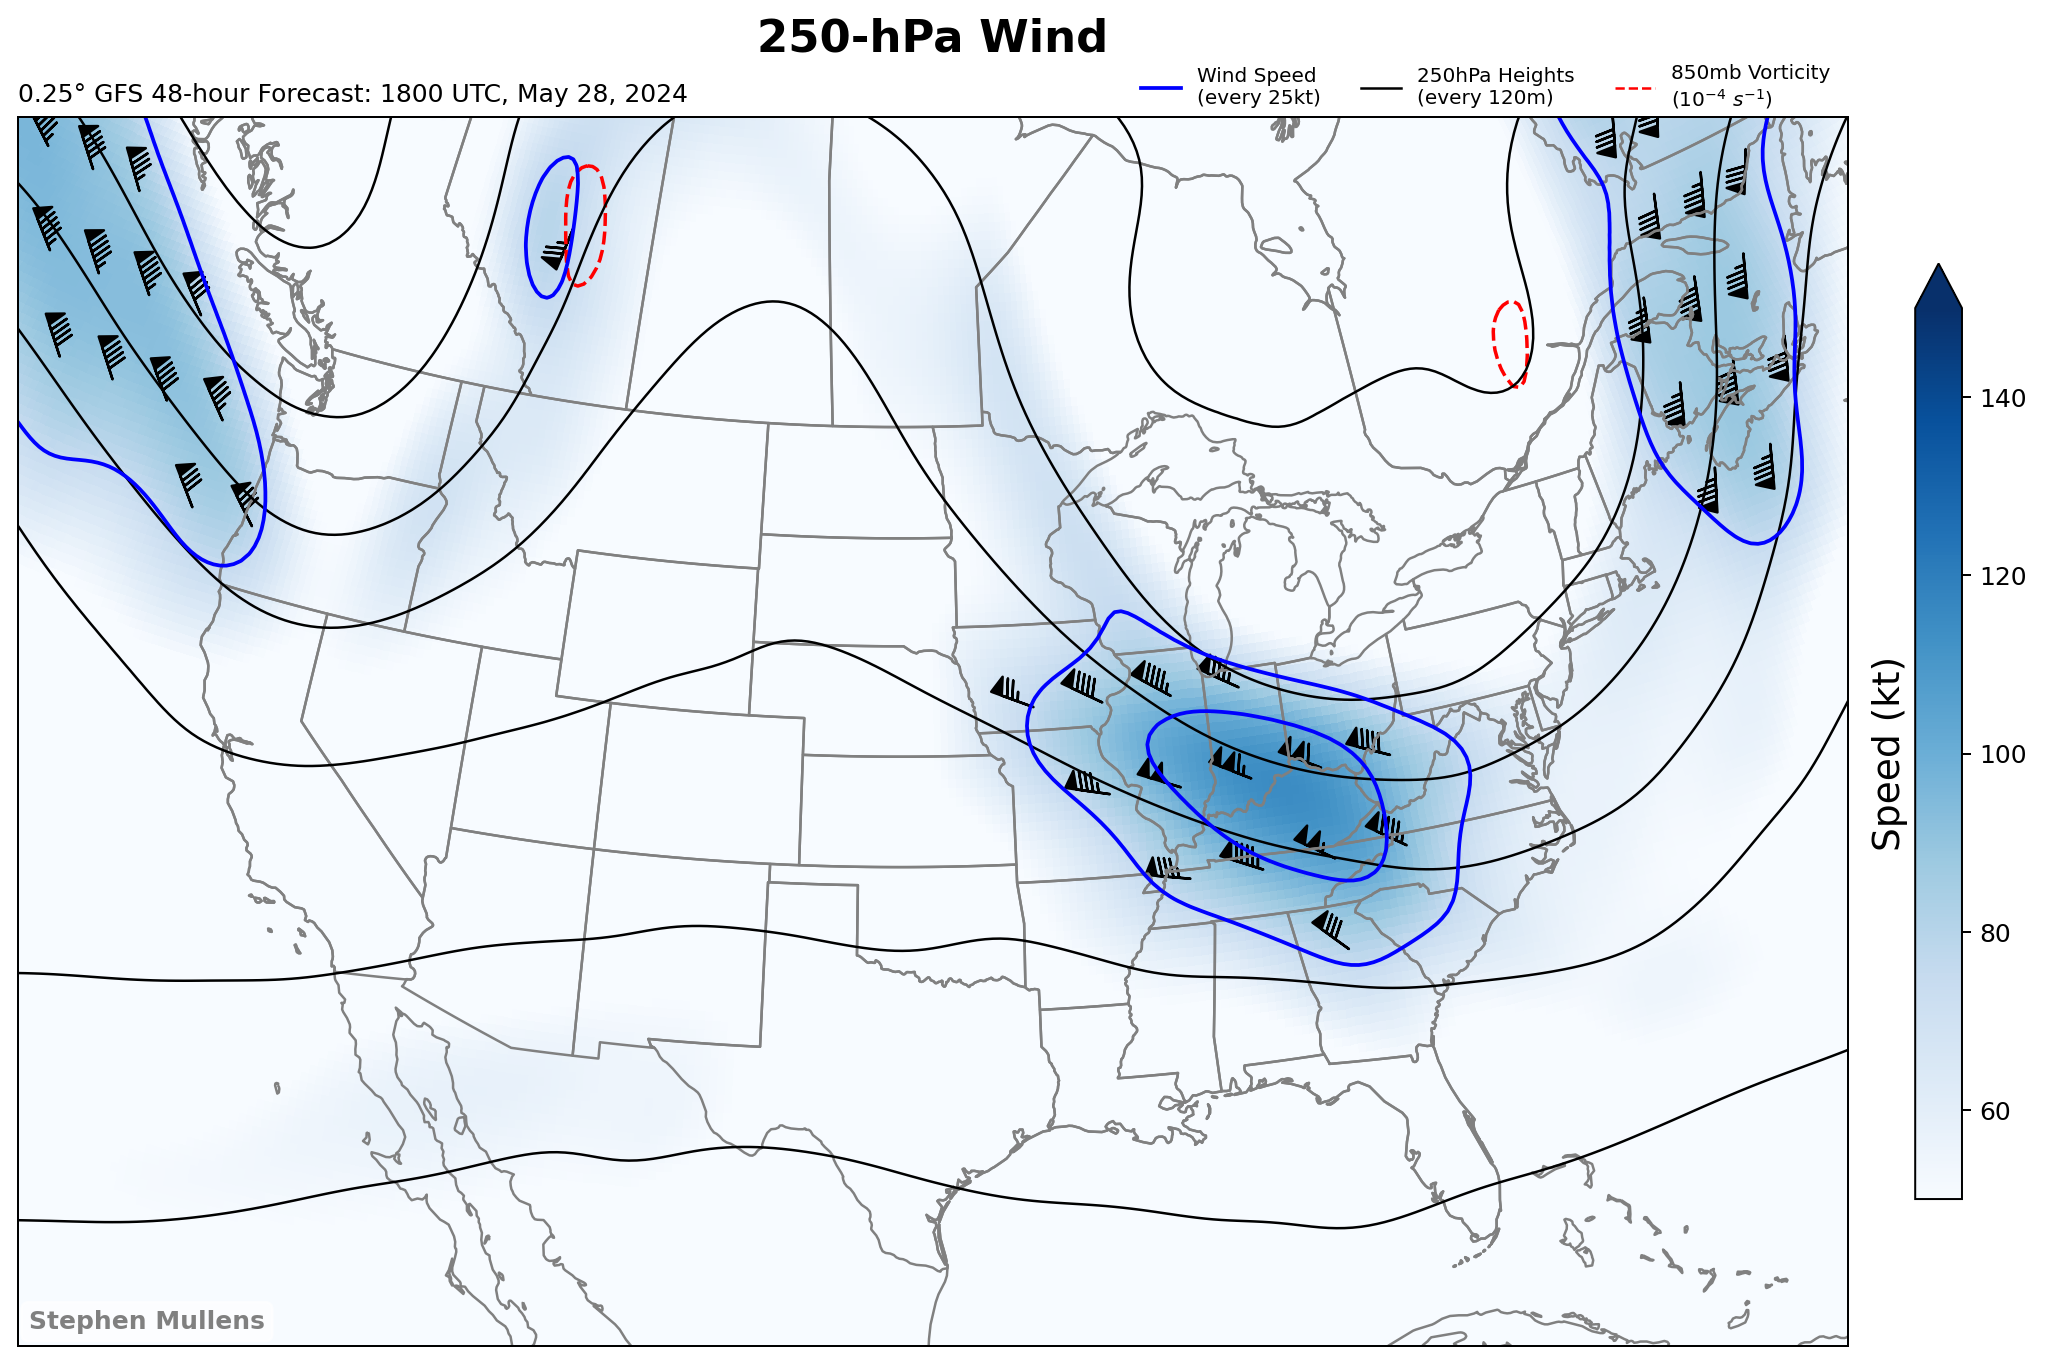 250-hPa Wind
0.25° GFS 48-hour Forecast: 1800 UTC, May 28, 2024
Wind Speed
(every 25kt)
250hPa Heights
(every 120m)
850mb Vorticity
(10⁻⁴ s⁻¹)
140
120
100
80
60
Speed (kt)
Stephen Mullens